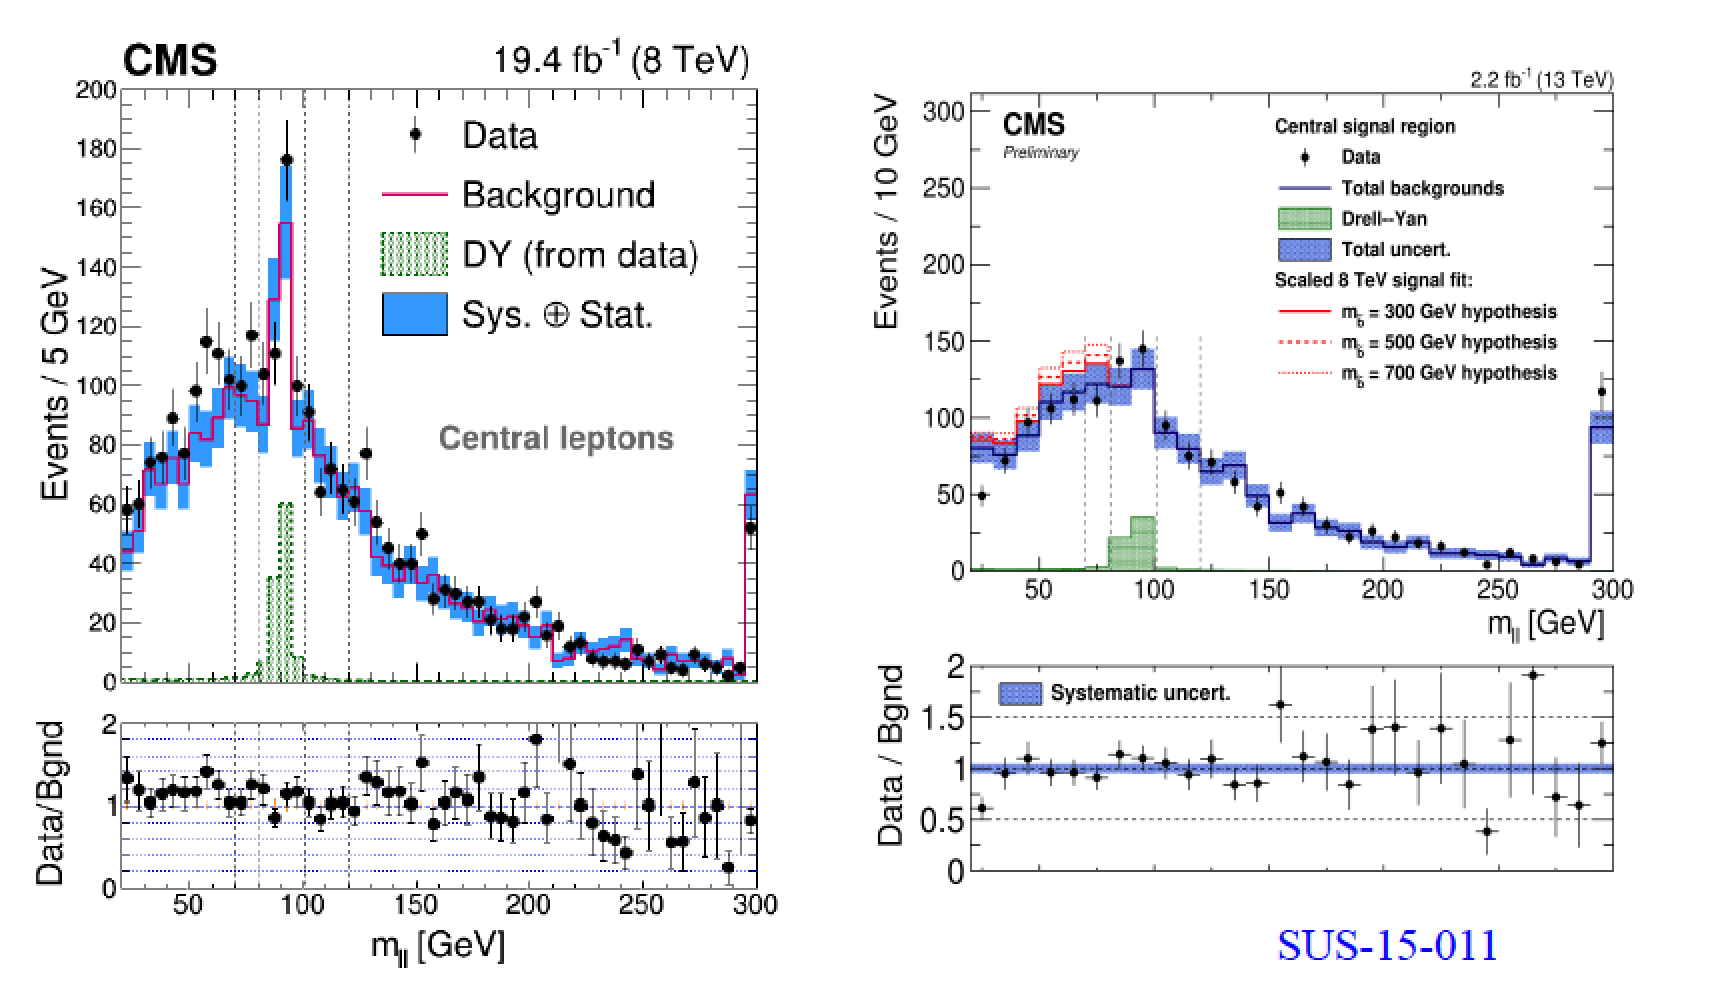 CMS
19.4 fb⁻¹ (8 TeV)
Events / 5 GeV
200
180
160
140
120
100
80
60
40
20
0
Data
Background
DY (from data)
Sys. ⊕ Stat.
Central leptons
Data/Bgnd
2
1
0
50 100 150 200 250 300
m_ll [GeV]
2.2 fb⁻¹ (13 TeV)
Events / 10 GeV
300
250
200
150
100
50
0
CMS
Preliminary
Central signal region
Data
Total backgrounds
Drell--Yan
Total uncert.
Scaled 8 TeV signal fit:
m_b̃ = 300 GeV hypothesis
m_b̃ = 500 GeV hypothesis
m_b̃ = 700 GeV hypothesis
50 100 150 200 250 300
m_ll [GeV]
Data / Bgnd
2
1.5
1
0.5
0
Systematic uncert.
SUS-15-011